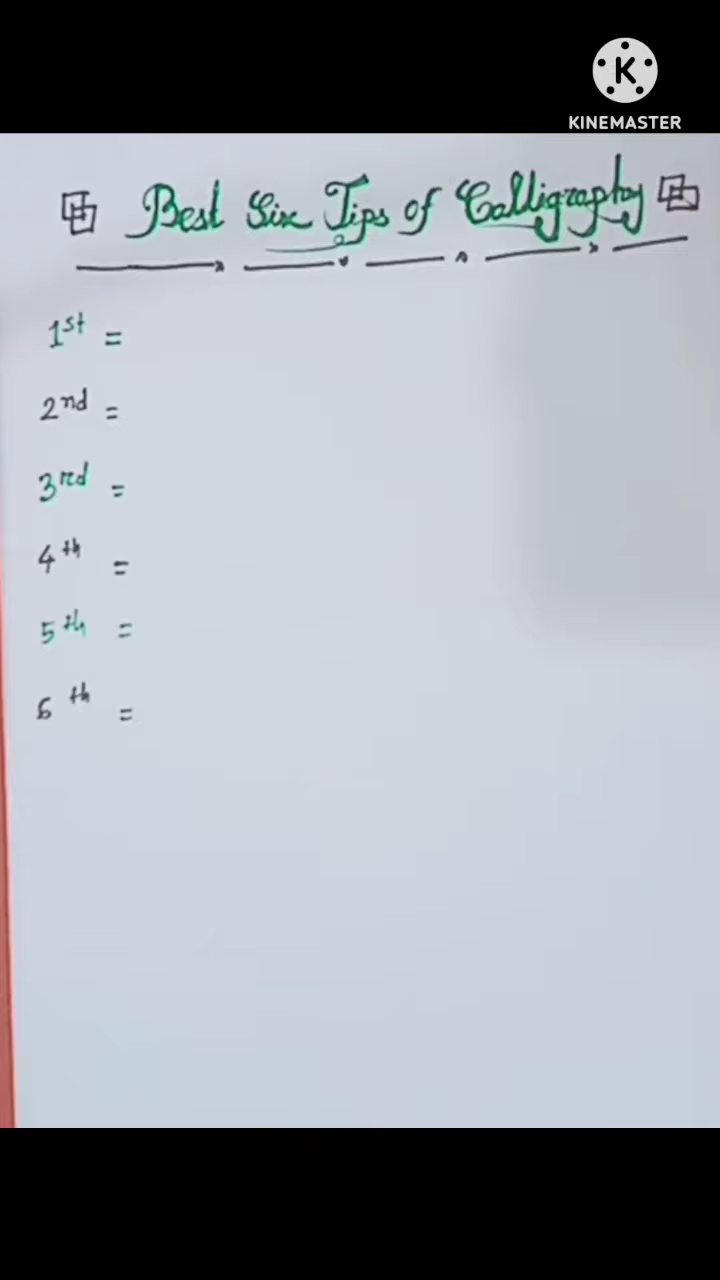 KINEMASTER
Best Six Tips of Calligraphy
1st =
2nd =
3rd =
4th =
5th =
6th =